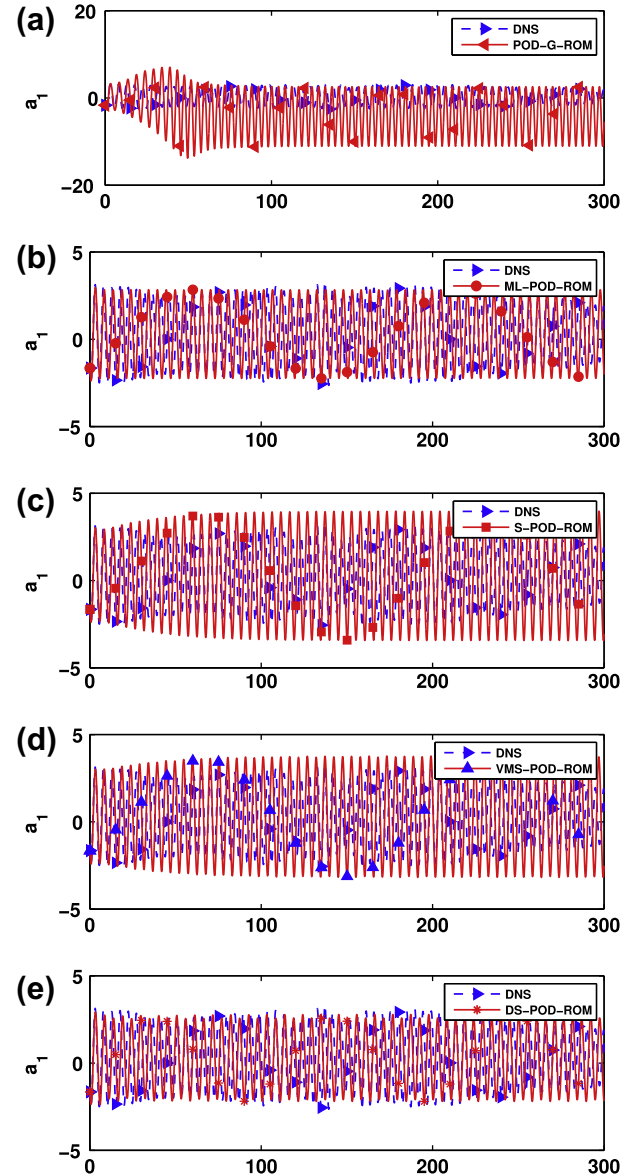 (a)
20
0
−20
a1
DNS
POD−G−ROM
0
100
200
300
(b)
5
0
−5
a1
DNS
ML−POD−ROM
0
100
200
300
(c)
5
0
−5
a1
DNS
S−POD−ROM
0
100
200
300
(d)
5
0
−5
a1
DNS
VMS−POD−ROM
0
100
200
300
(e)
5
0
−5
a1
DNS
DS−POD−ROM
0
100
200
300